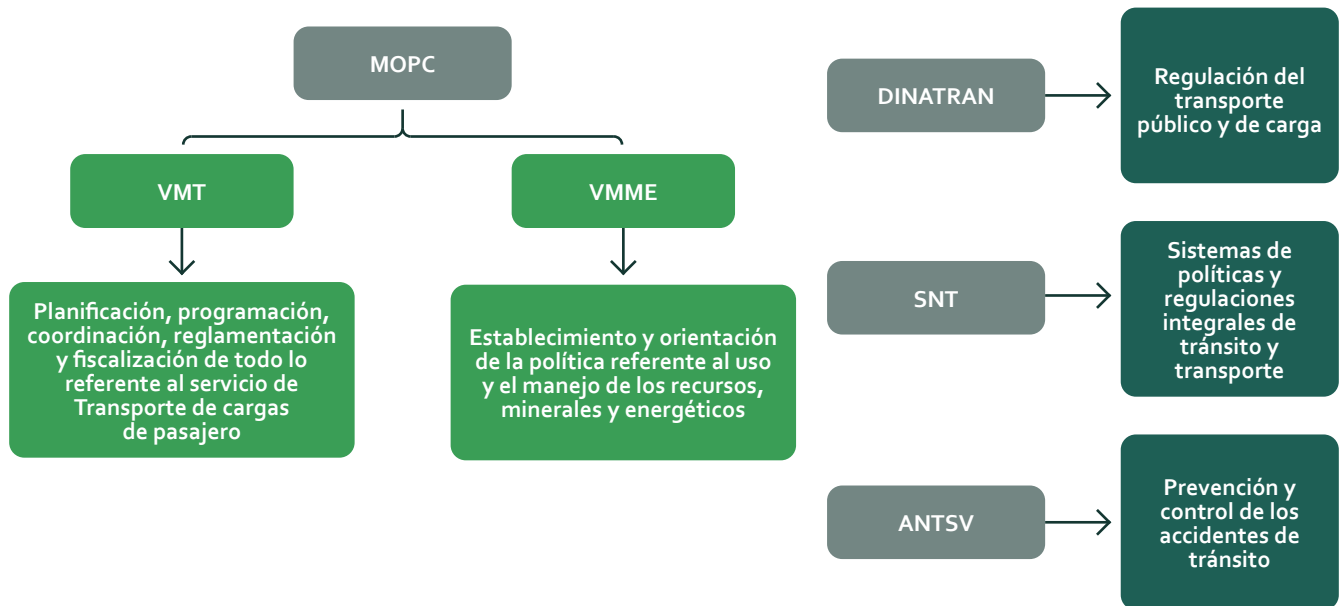 MOPC
VMT
VMME
Planificación, programación,
coordinación, reglamentación
y fiscalización de todo lo
referente al servicio de
Transporte de cargas
de pasajero
Establecimiento y orientación
de la política referente al uso
y el manejo de los recursos,
minerales y energéticos
DINATRAN
Regulación del
transporte
público y de carga
SNT
Sistemas de
políticas y
regulaciones
integrales de
tránsito y
transporte
ANTSV
Prevención y
control de los
accidentes de
tránsito